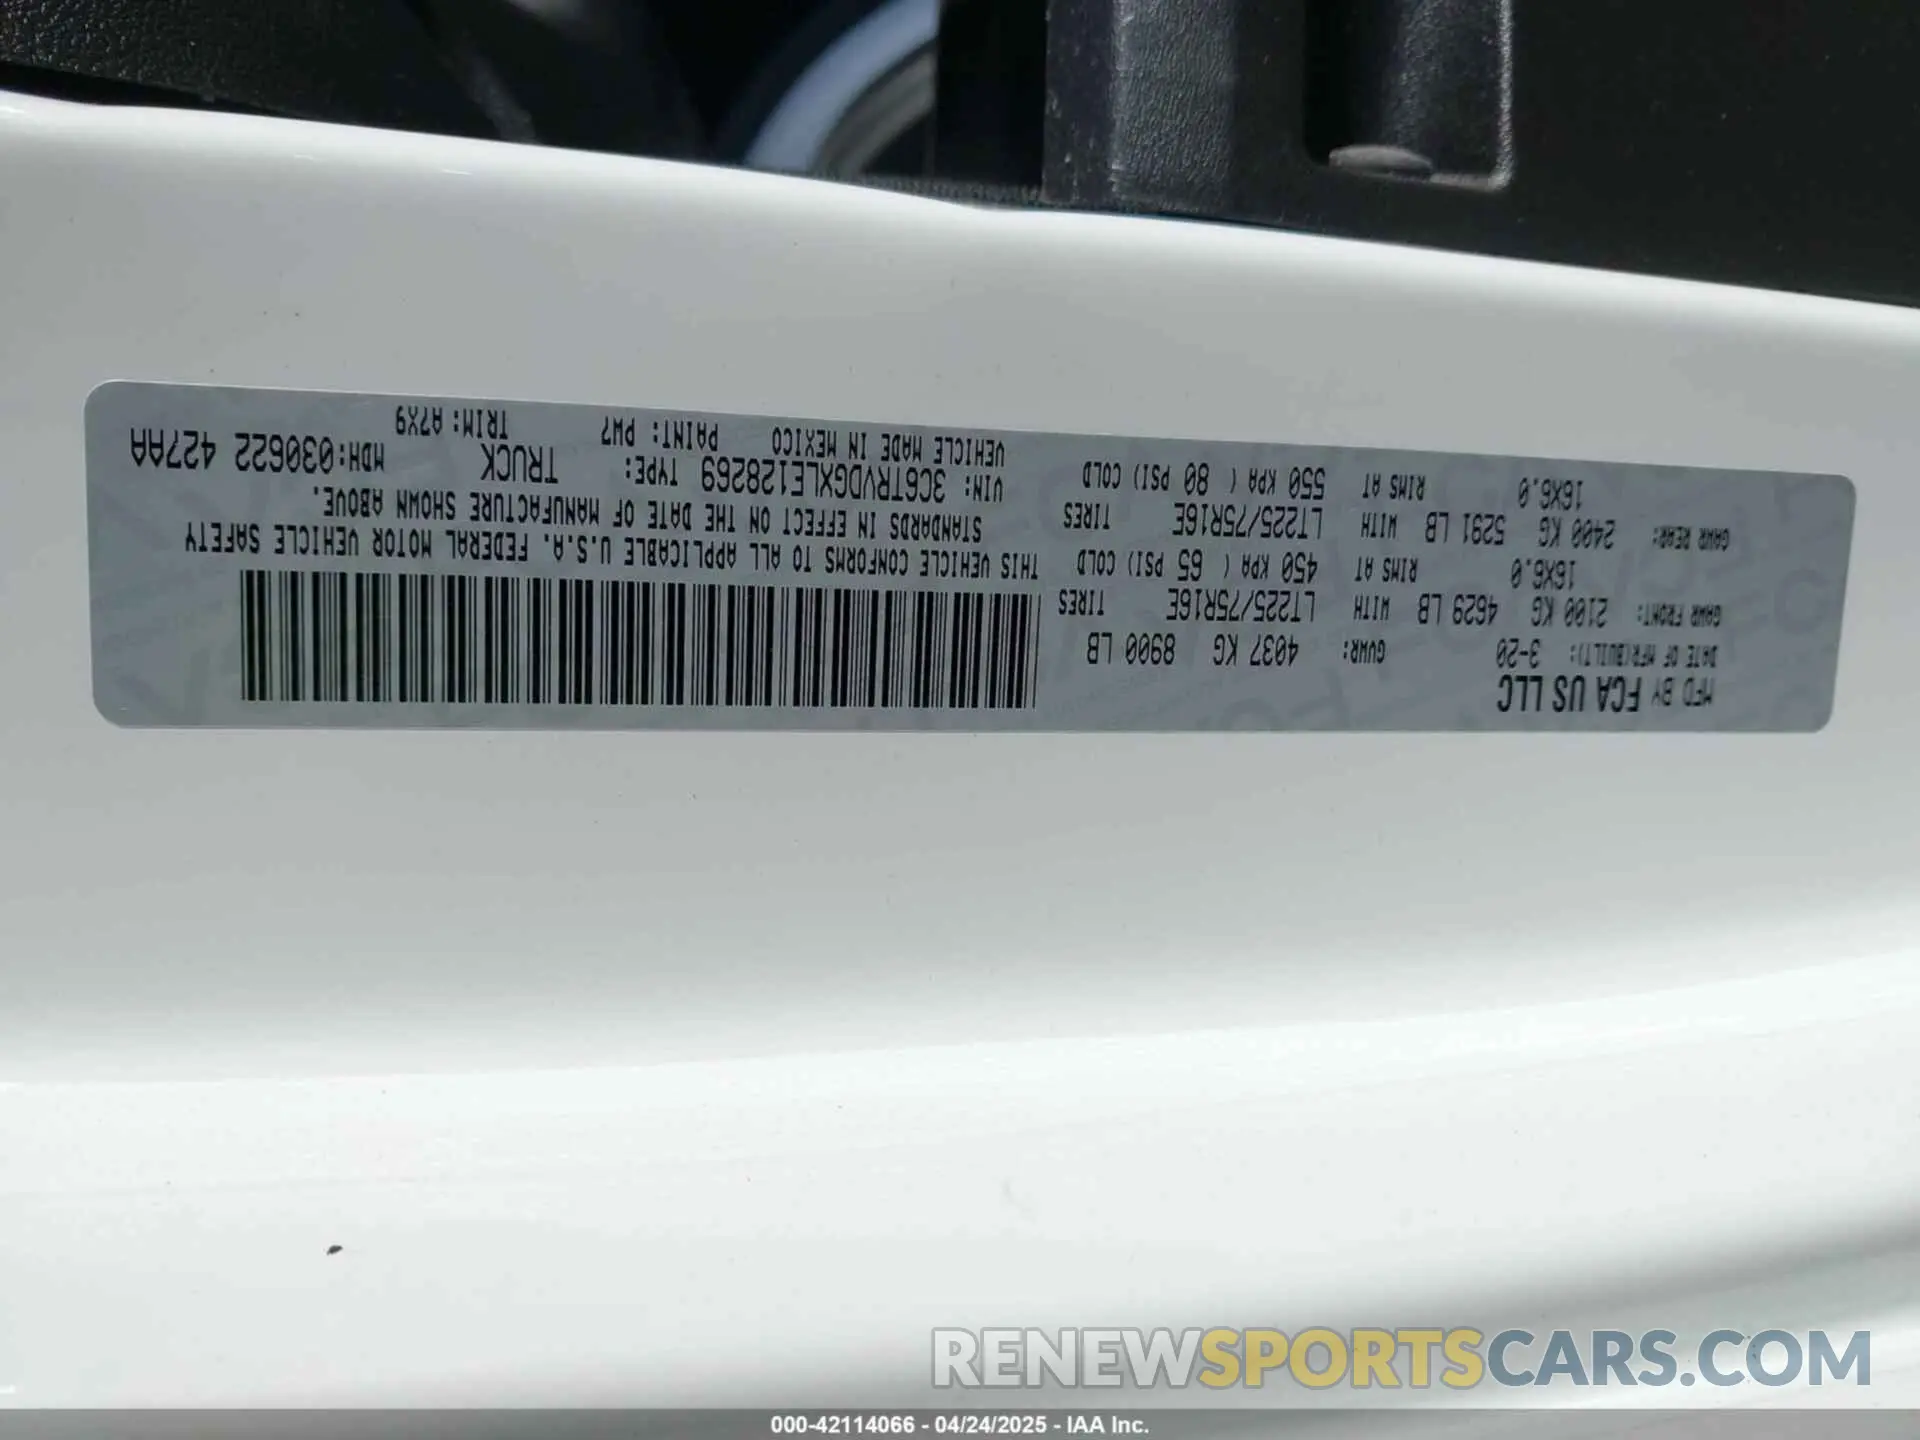 MFD BY FCA US LLC
DATE OF MFR(BUILT): 3-20 GVWR: 4037 KG 8900 LB
GAWR FRONT: 2100 KG 4629 LB WITH TIRES LT225/75R16E
16X6.0 RIMS AT 450 KPA ( 65 PSI) COLD
GAWR REAR: 2400 KG 5291 LB WITH TIRES LT225/75R16E
16X6.0 RIMS AT 550 KPA ( 80 PSI) COLD
THIS VEHICLE CONFORMS TO ALL APPLICABLE U.S.A. FEDERAL MOTOR VEHICLE SAFETY
STANDARDS IN EFFECT ON THE DATE OF MANUFACTURE SHOWN ABOVE.
VIN: 3C6TRVDGXLE128269 TYPE: TRUCK MDH:030622 427AA
VEHICLE MADE IN MEXICO PAINT: PW7 TRIM: A7X9
RENEWSPORTSCARS.COM
000-42114066 - 04/24/2025 - IAA Inc.